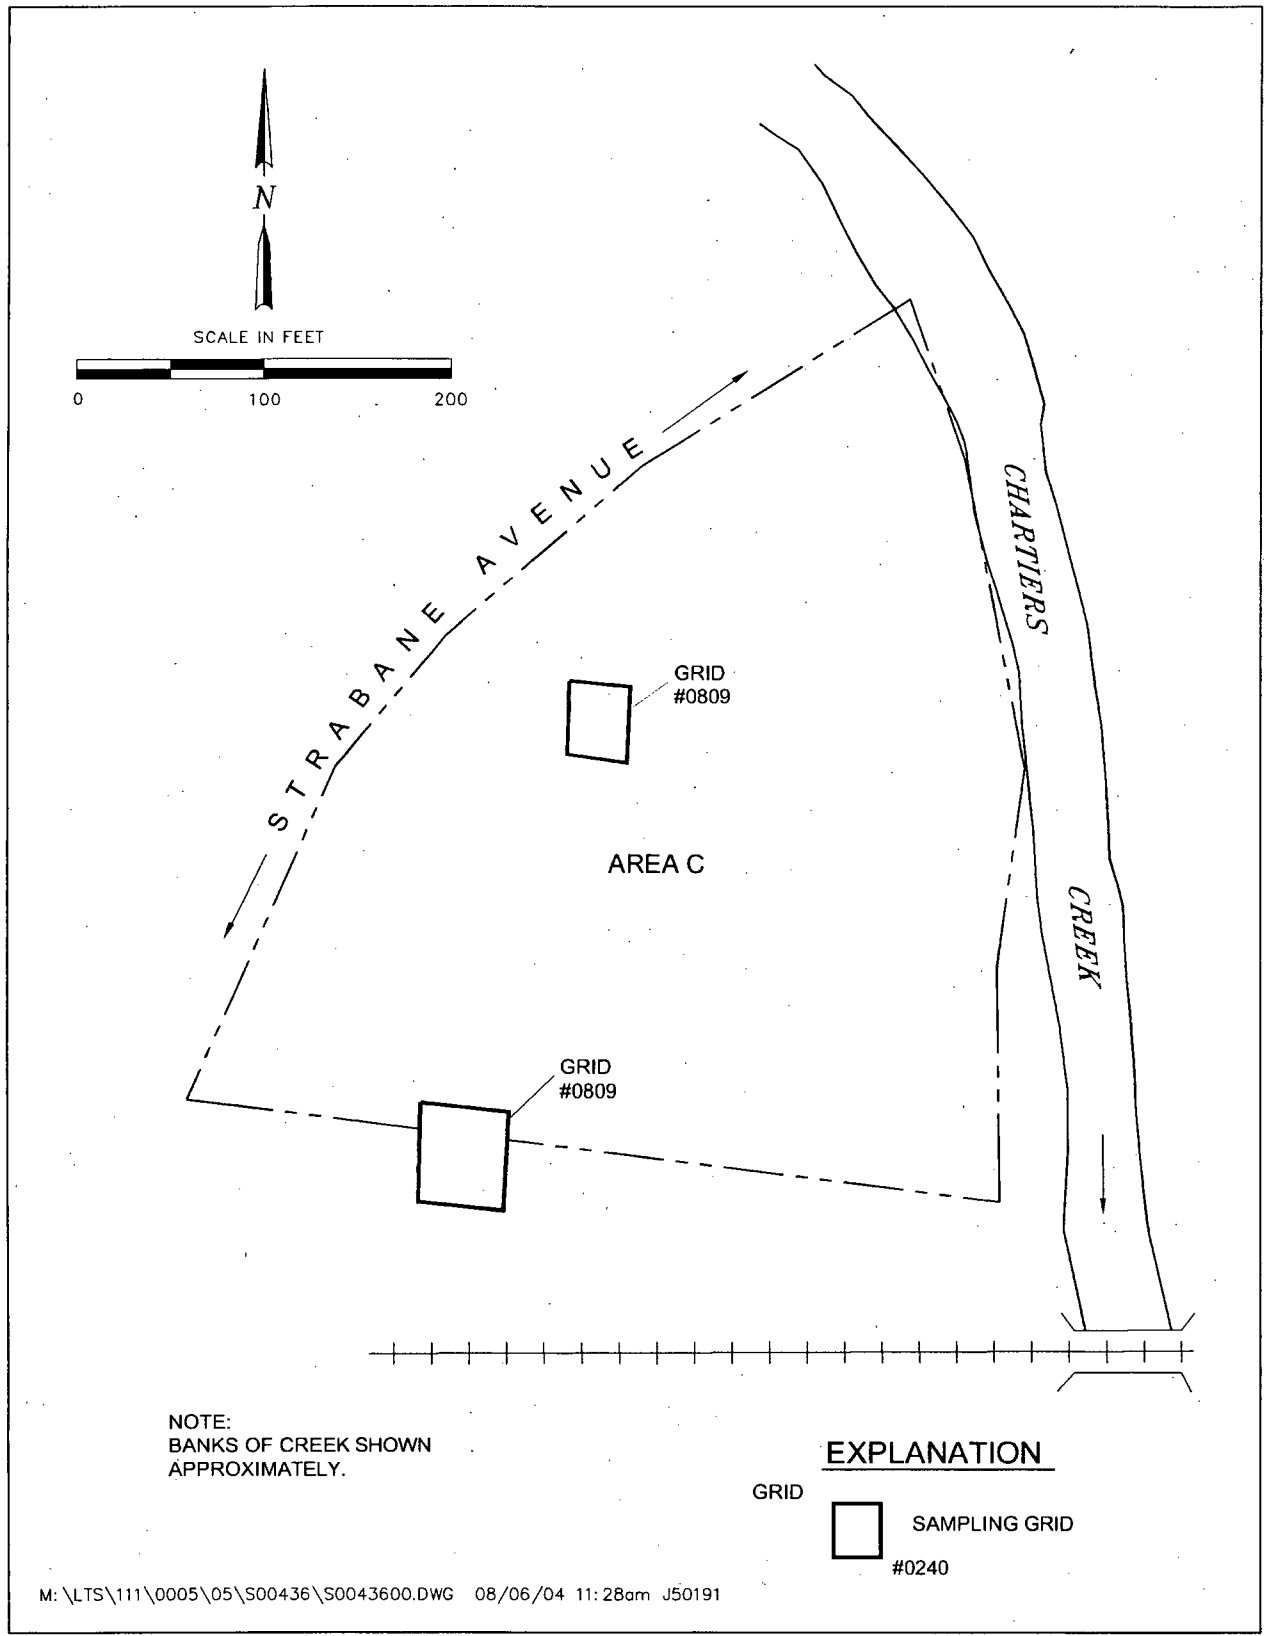 N
SCALE IN FEET
0 100 200
STRABANE AVENUE
CHARTIERS
GRID
#0809
AREA C
CREEK
GRID
#0809
NOTE:
BANKS OF CREEK SHOWN
APPROXIMATELY.
EXPLANATION
GRID
SAMPLING GRID
#0240
M:\LTS\111\0005\05\S00436\S0043600.DWG 08/06/04 11:28am J50191